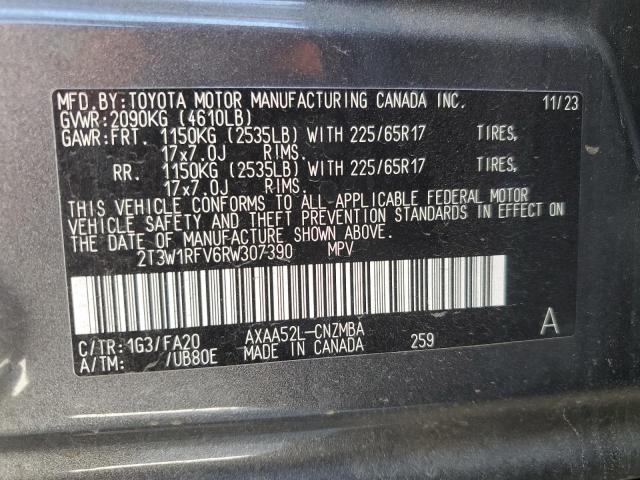 MFD.BY:TOYOTA MOTOR MANUFACTURING CANADA INC. 11/23
GVWR:2090KG (4610LB)
GAWR:FRT. 1150KG (2535LB) WITH 225/65R17 TIRES,
17x7.0J RIMS.
RR. 1150KG (2535LB) WITH 225/65R17 TIRES,
17x7.0J RIMS.
THIS VEHICLE CONFORMS TO ALL APPLICABLE FEDERAL MOTOR
VEHICLE SAFETY AND THEFT PREVENTION STANDARDS IN EFFECT ON
THE DATE OF MANUFACTURE SHOWN ABOVE.
2T3W1RFV6RW307390 MPV
C/TR:1G3/FA20 AXAA52L-CNZMBA 259 A
A/TM: /UB80E MADE IN CANADA